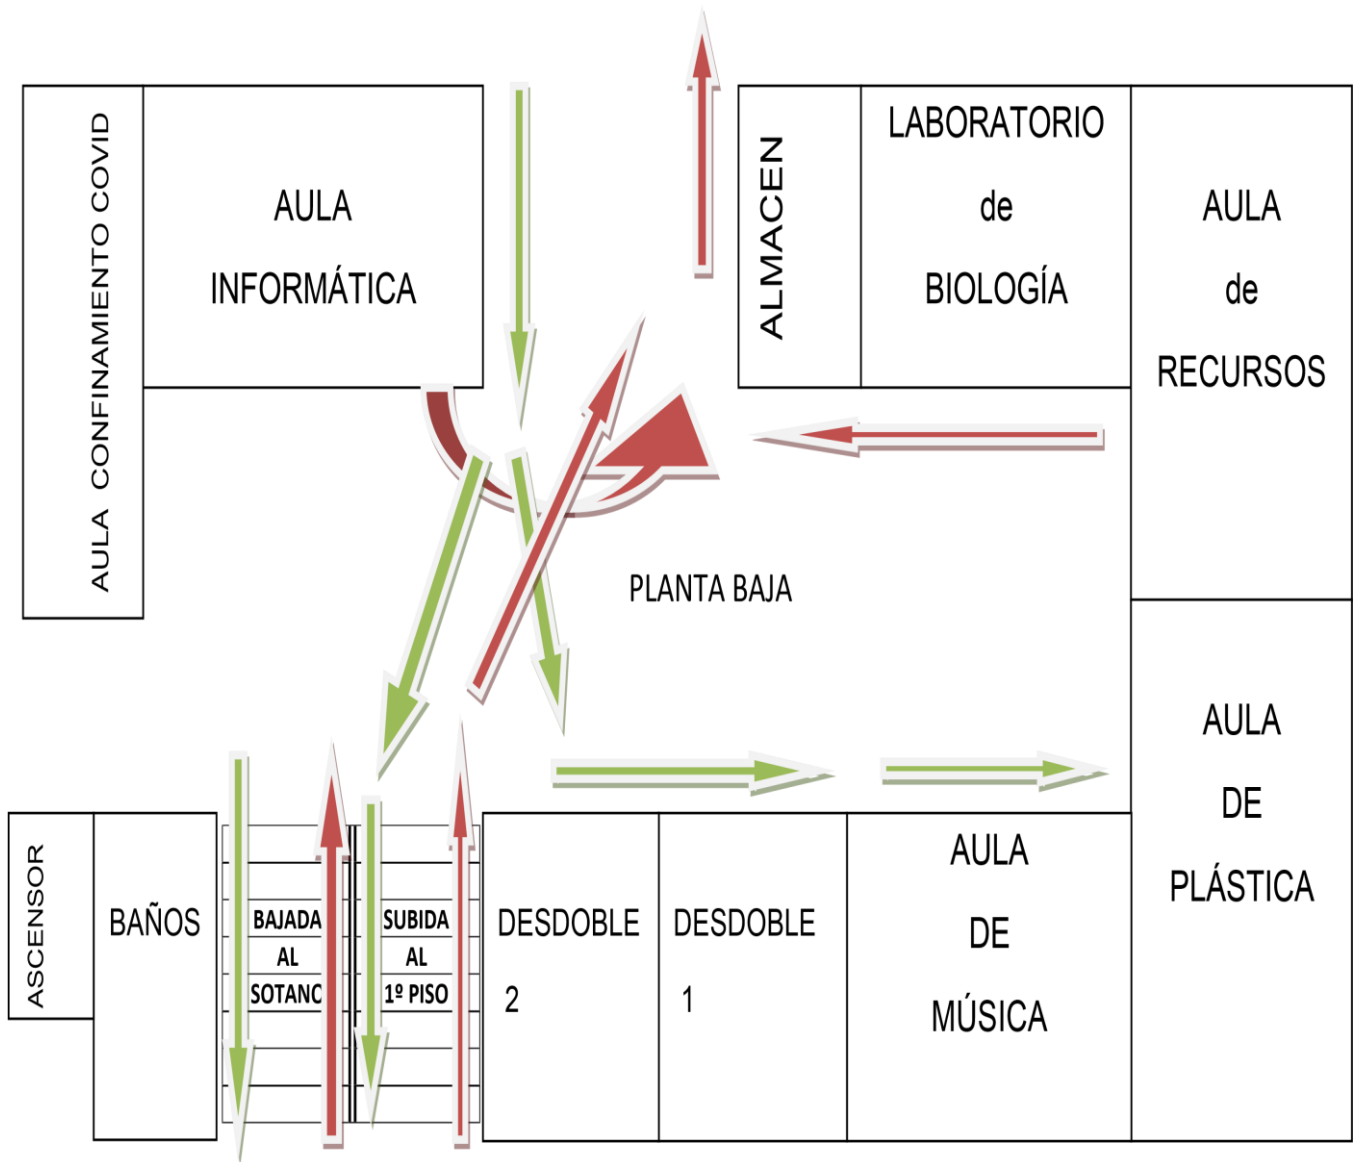 AULA CONFINAMIENTO COVID
AULA
INFORMÁTICA
ALMACEN
LABORATORIO
de
BIOLOGÍA
AULA
de
RECURSOS
PLANTA BAJA
AULA
DE
PLÁSTICA
ASCENSOR
BAÑOS
BAJADA
AL
SOTANO
SUBIDA
AL
1º PISO
DESDOBLE
2
DESDOBLE
1
AULA
DE
MÚSICA